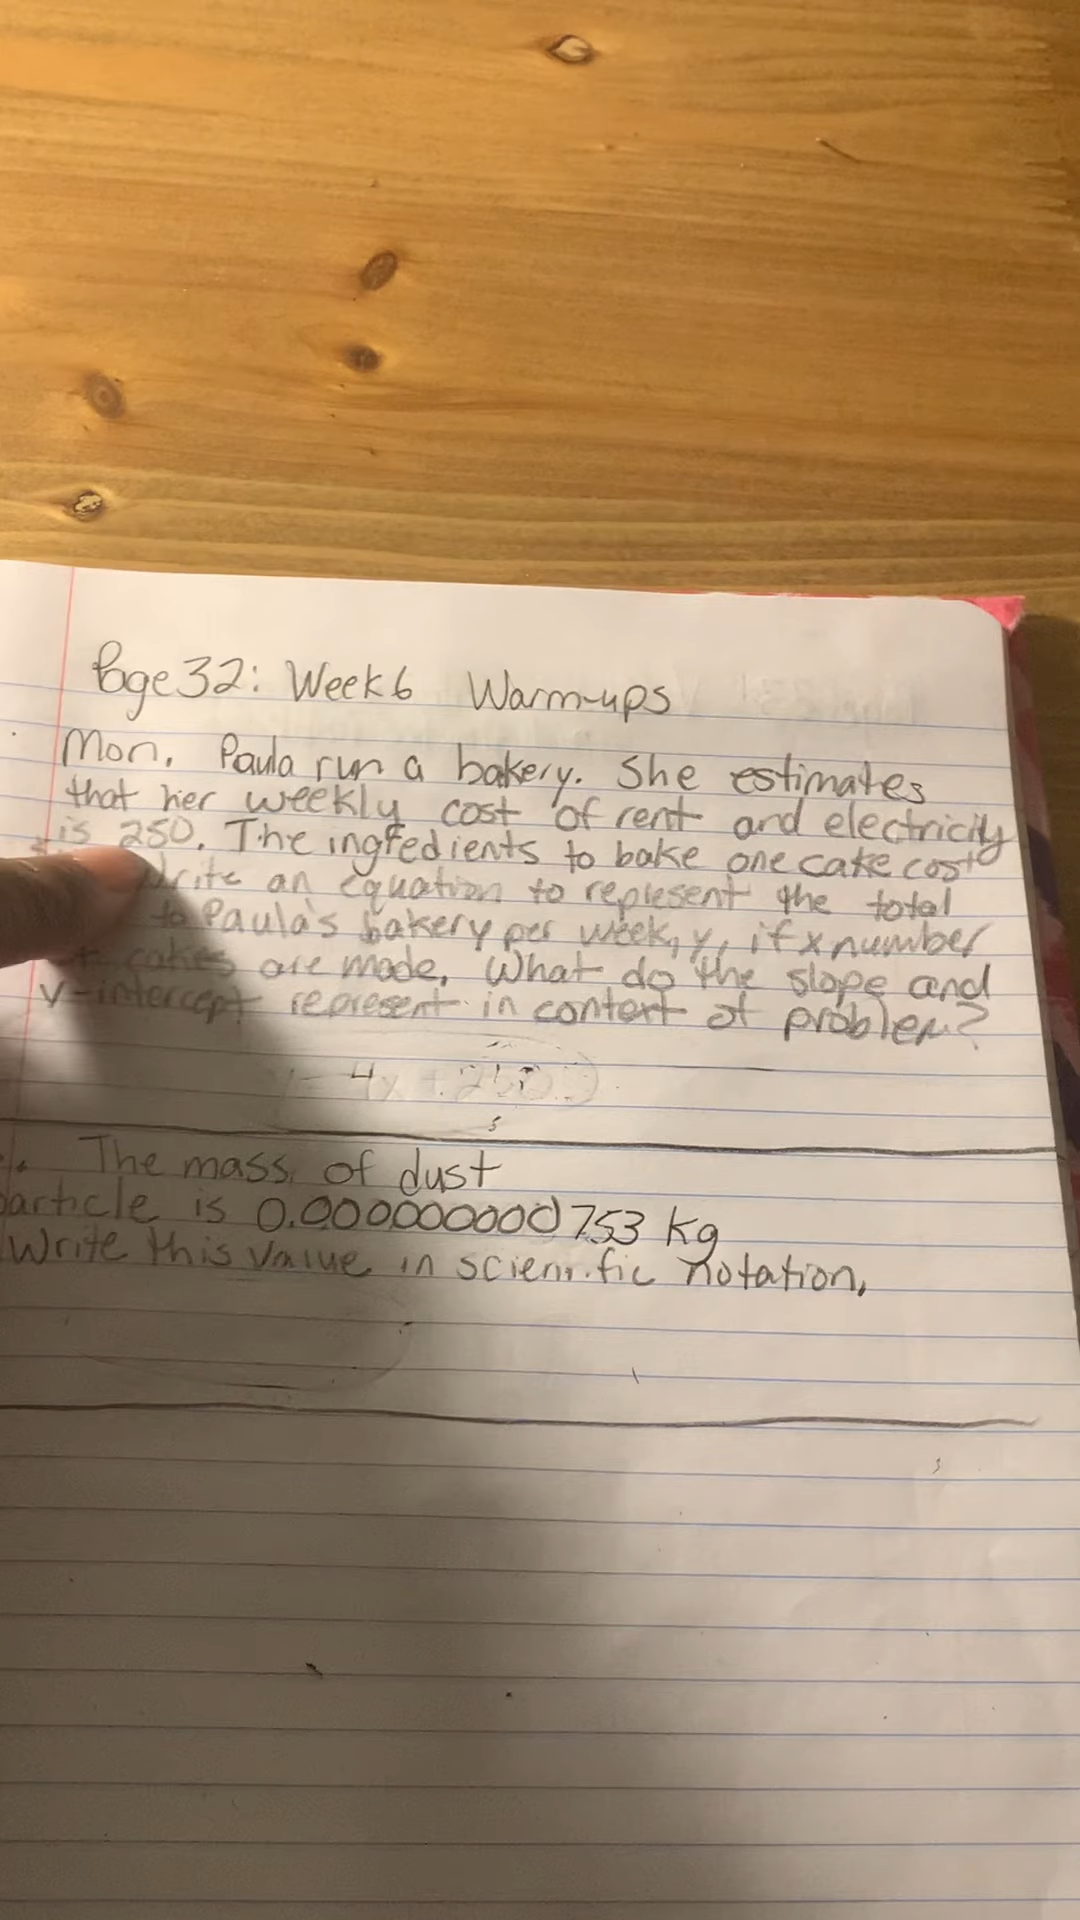 Page 32: Week 6 Warm-ups
Mon. Paula run a bakery. She estimates
that her weekly cost of rent and electricity
is 250. The ingredients to bake one cake cost
Write an equation to represent the total
to Paula's bakery per week, y, if x number
cakes are made. What do the slope and
y-intercept represent in context of problem?
4x + 250
The mass of dust
particle is 0.000000000753 kg
Write this value in scientific notation.